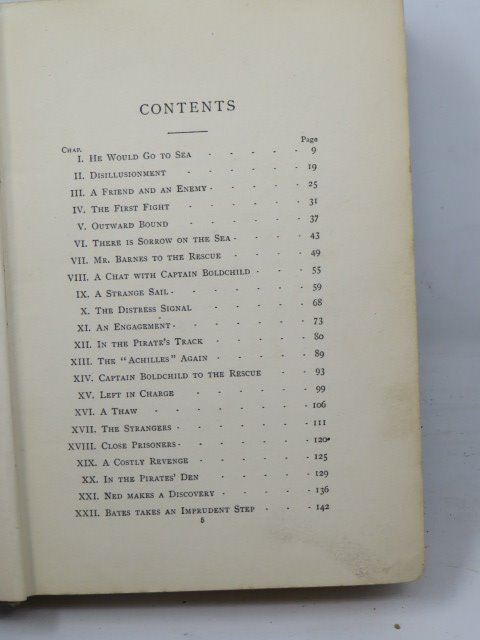 CONTENTS
CHAP. Page
I. HE WOULD GO TO SEA - - - - 9
II. DISILLUSIONMENT - - - - 19
III. A FRIEND AND AN ENEMY - - - - 25
IV. THE FIRST FIGHT - - - - 31
V. OUTWARD BOUND - - - - 37
VI. THERE IS SORROW ON THE SEA - - - - 43
VII. MR. BARNES TO THE RESCUE - - - 49
VIII. A CHAT WITH CAPTAIN BOLDCHILD - - - 55
IX. A STRANGE SAIL - - - - 59
X. THE DISTRESS SIGNAL - - - - 68
XI. AN ENGAGEMENT - - - - - 73
XII. IN THE PIRATE'S TRACK - - - - 80
XIII. THE "ACHILLES" AGAIN - - - - 89
XIV. CAPTAIN BOLDCHILD TO THE RESCUE - - 93
XV. LEFT IN CHARGE - - - - 99
XVI. A THAW - - - - - 106
XVII. THE STRANGERS - - - - - 111
XVIII. CLOSE PRISONERS - - - - - 120
XIX. A COSTLY REVENGE - - - - 125
XX. IN THE PIRATES' DEN - - - - 129
XXI. NED MAKES A DISCOVERY - - - - 136
XXII. BATES TAKES AN IMPRUDENT STEP - - - 142
5